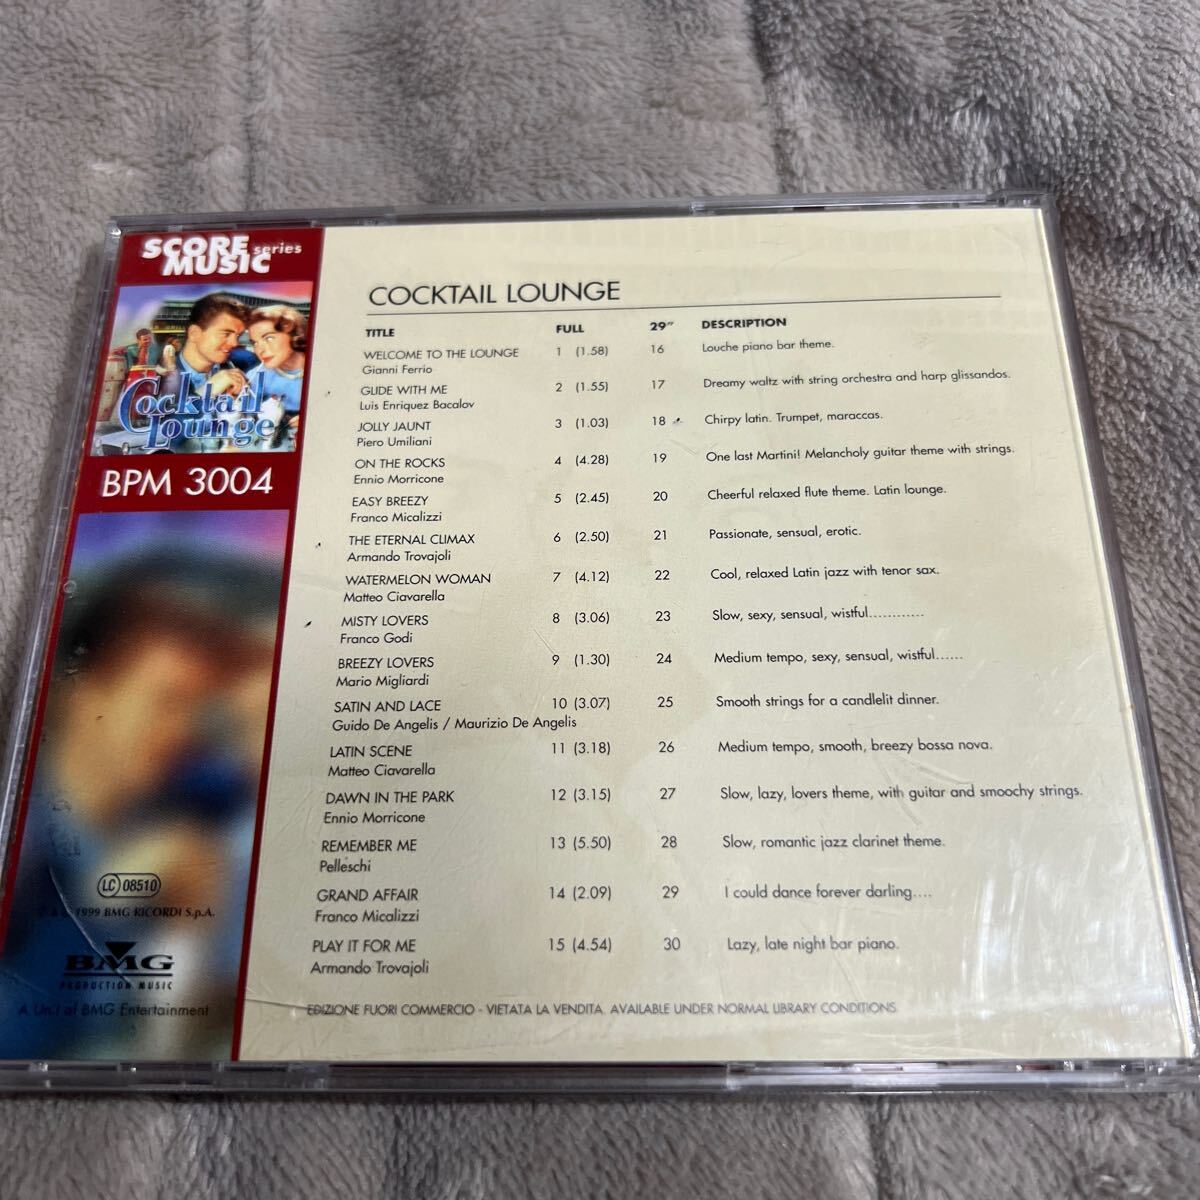 SCORE series
MUSIC
Cocktail
Lounge
BPM 3004
LC 08510
1999 BMG RICORDI S.p.A.
BMG
PRODUCTION MUSIC
A Unit of BMG Entertainment
COCKTAIL LOUNGE
TITLE FULL 29" DESCRIPTION
WELCOME TO THE LOUNGE 1 (1.58) 16 Louche piano bar theme.
Gianni Ferrio
GLIDE WITH ME 2 (1.55) 17 Dreamy waltz with string orchestra and harp glissandos.
Luis Enriquez Bacalov
JOLLY JAUNT 3 (1.03) 18 Chirpy latin. Trumpet, maraccas.
Piero Umiliani
ON THE ROCKS 4 (4.28) 19 One last Martini! Melancholy guitar theme with strings.
Ennio Morricone
EASY BREEZY 5 (2.45) 20 Cheerful relaxed flute theme. Latin lounge.
Franco Micalizzi
THE ETERNAL CLIMAX 6 (2.50) 21 Passionate, sensual, erotic.
Armando Trovajoli
WATERMELON WOMAN 7 (4.12) 22 Cool, relaxed Latin jazz with tenor sax.
Matteo Ciavarella
MISTY LOVERS 8 (3.06) 23 Slow, sexy, sensual, wistful............
Franco Godi
BREEZY LOVERS 9 (1.30) 24 Medium tempo, sexy, sensual, wistful......
Mario Migliardi
SATIN AND LACE 10 (3.07) 25 Smooth strings for a candlelit dinner.
Guido De Angelis / Maurizio De Angelis
LATIN SCENE 11 (3.18) 26 Medium tempo, smooth, breezy bossa nova.
Matteo Ciavarella
DAWN IN THE PARK 12 (3.15) 27 Slow, lazy, lovers theme, with guitar and smoochy strings.
Ennio Morricone
REMEMBER ME 13 (5.50) 28 Slow, romantic jazz clarinet theme.
Pelleschi
GRAND AFFAIR 14 (2.09) 29 I could dance forever darling....
Franco Micalizzi
PLAY IT FOR ME 15 (4.54) 30 Lazy, late night bar piano.
Armando Trovajoli
EDIZIONE FUORI COMMERCIO - VIETATA LA VENDITA. AVAILABLE UNDER NORMAL LIBRARY CONDITIONS.